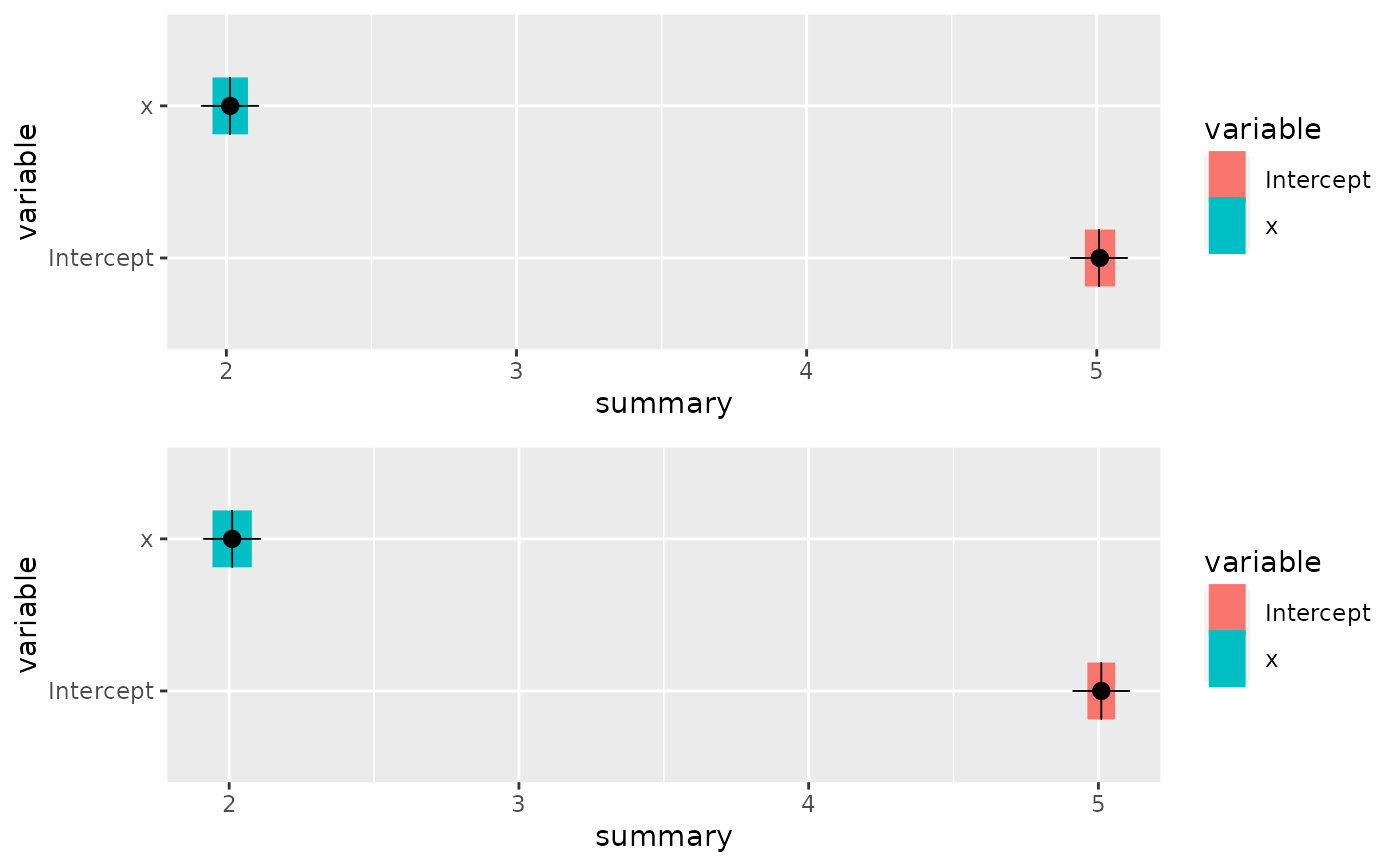 variable
x
Intercept
2 3 4 5
summary
variable
Intercept
x
variable
x
Intercept
2 3 4 5
summary
variable
Intercept
x